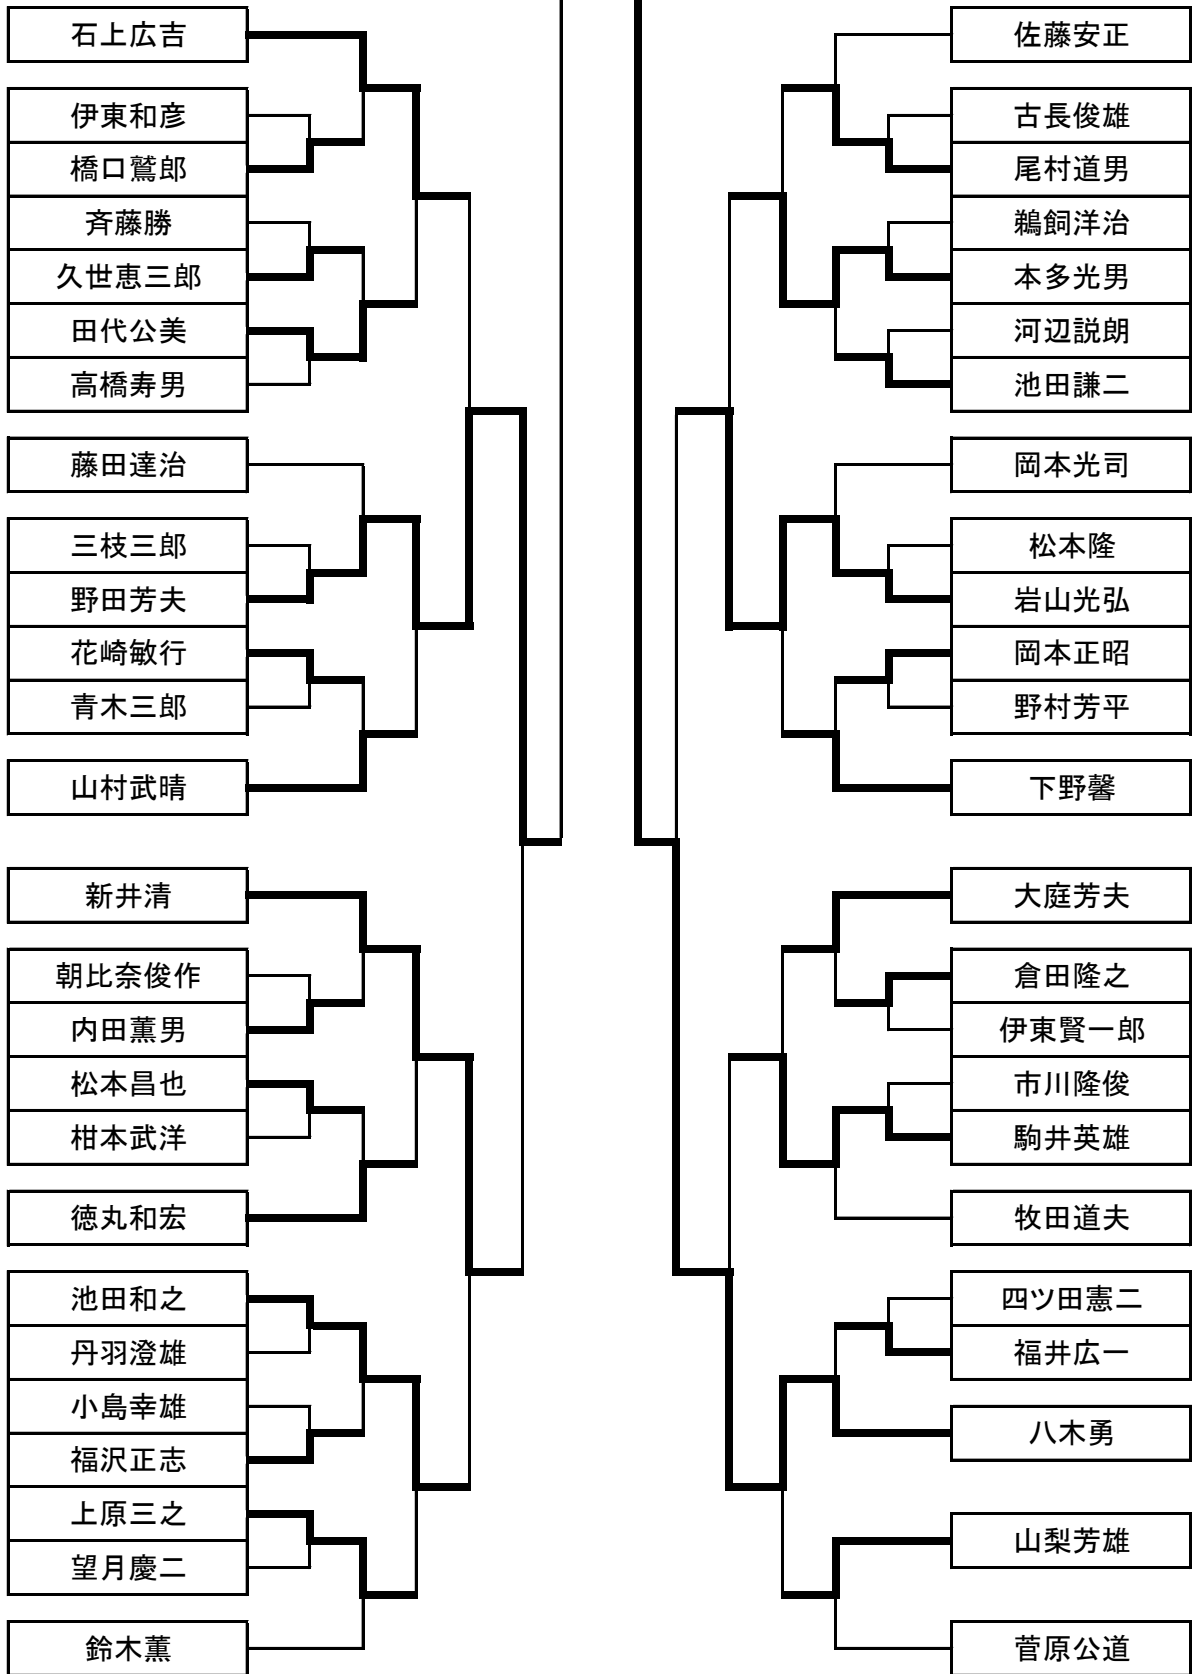 石上広吉
伊東和彦
橋口鷲郎
斉藤勝
久世恵三郎
田代公美
高橋寿男
藤田達治
三枝三郎
野田芳夫
花崎敏行
青木三郎
山村武晴
新井清
朝比奈俊作
内田薫男
松本昌也
柑本武洋
徳丸和宏
池田和之
丹羽澄雄
小島幸雄
福沢正志
上原三之
望月慶二
鈴木薫
佐藤安正
古長俊雄
尾村道男
鵜飼洋治
本多光男
河辺説朗
池田謙二
岡本光司
松本隆
岩山光弘
岡本正昭
野村芳平
下野馨
大庭芳夫
倉田隆之
伊東賢一郎
市川隆俊
駒井英雄
牧田道夫
四ツ田憲二
福井広一
八木勇
山梨芳雄
菅原公道